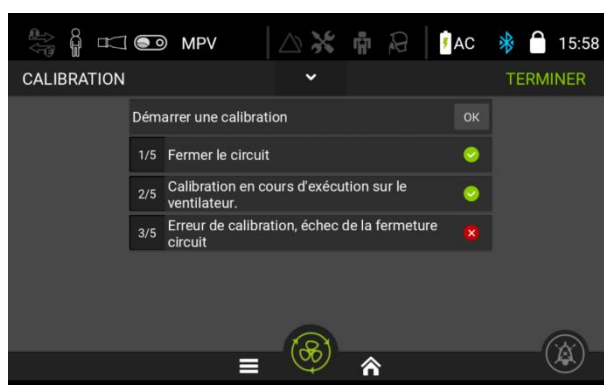 MPV AC 15:58
CALIBRATION TERMINER
Démarrer une calibration OK
1/5 Fermer le circuit
2/5 Calibration en cours d'exécution sur le
ventilateur.
3/5 Erreur de calibration, échec de la fermeture
circuit